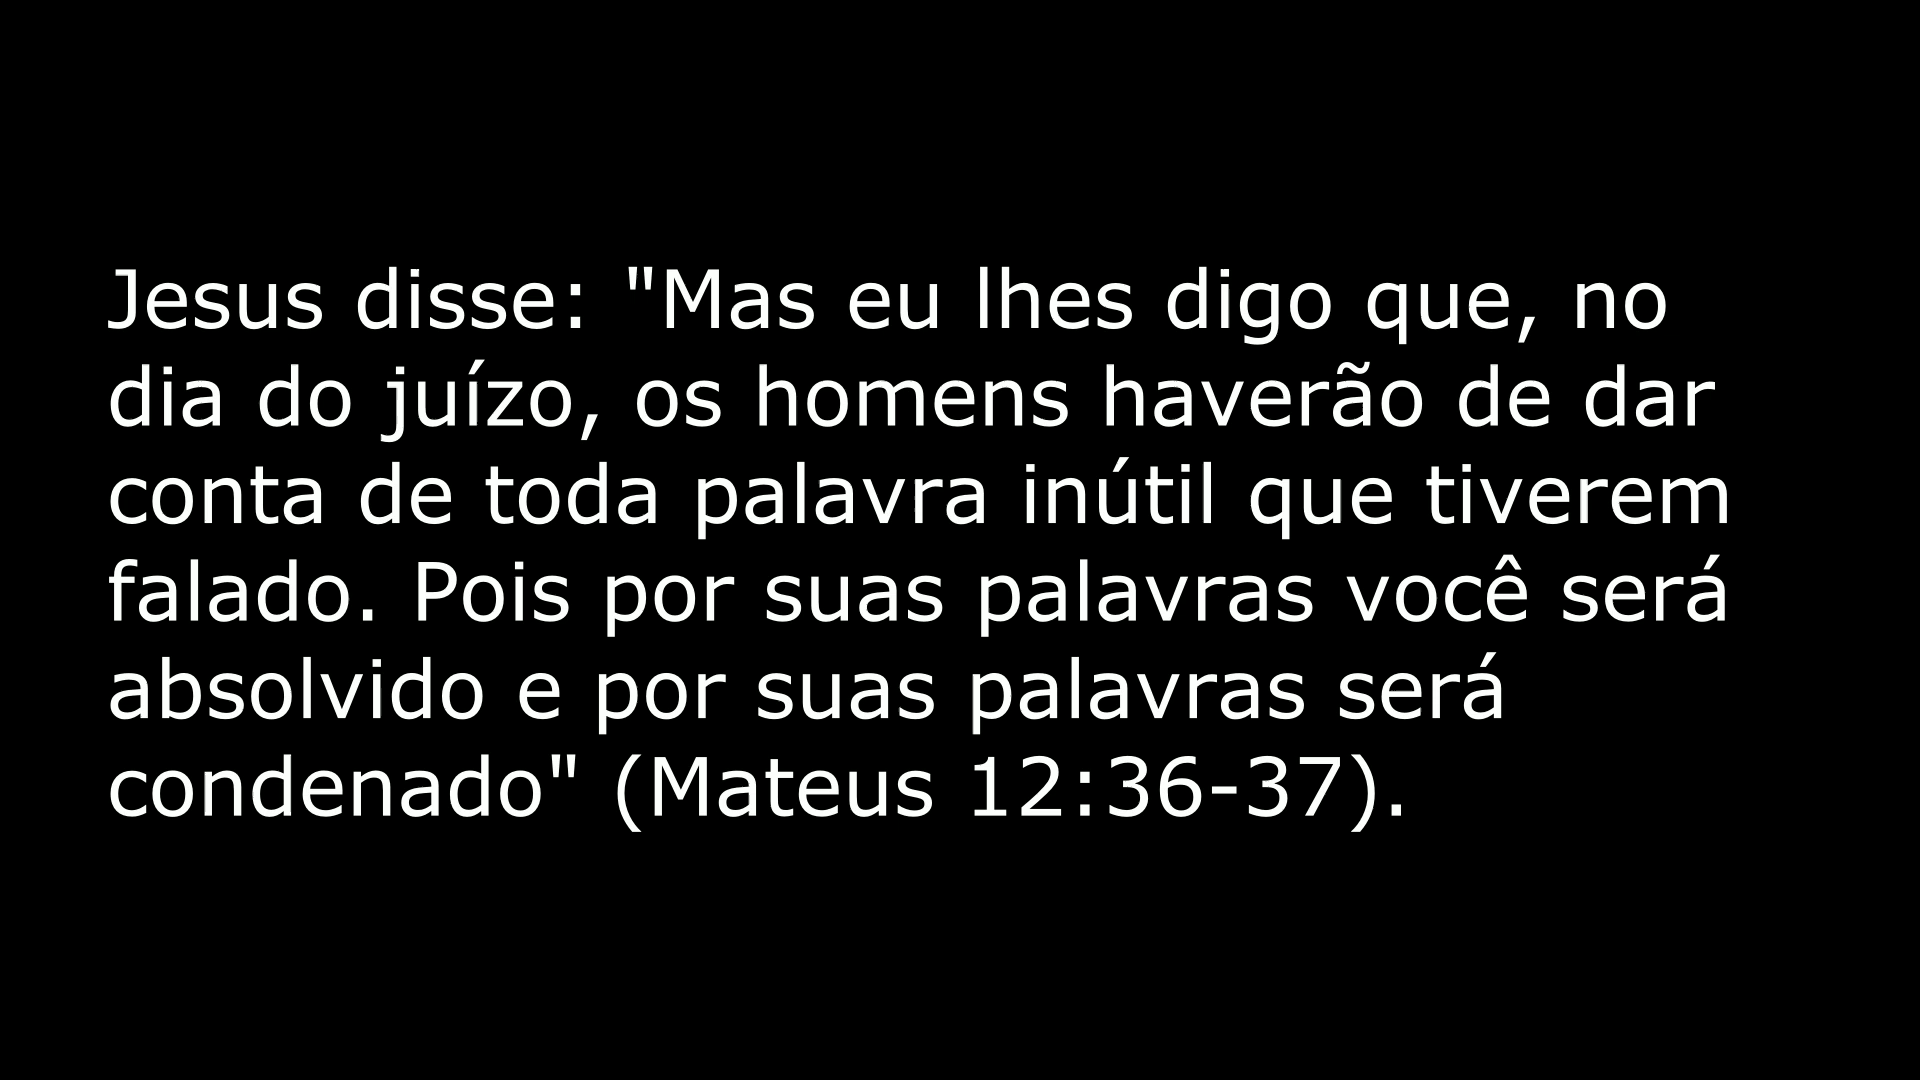 Jesus disse: "Mas eu lhes digo que, no
dia do juízo, os homens haverão de dar
conta de toda palavra inútil que tiverem
falado. Pois por suas palavras você será
absolvido e por suas palavras será
condenado" (Mateus 12:36-37).